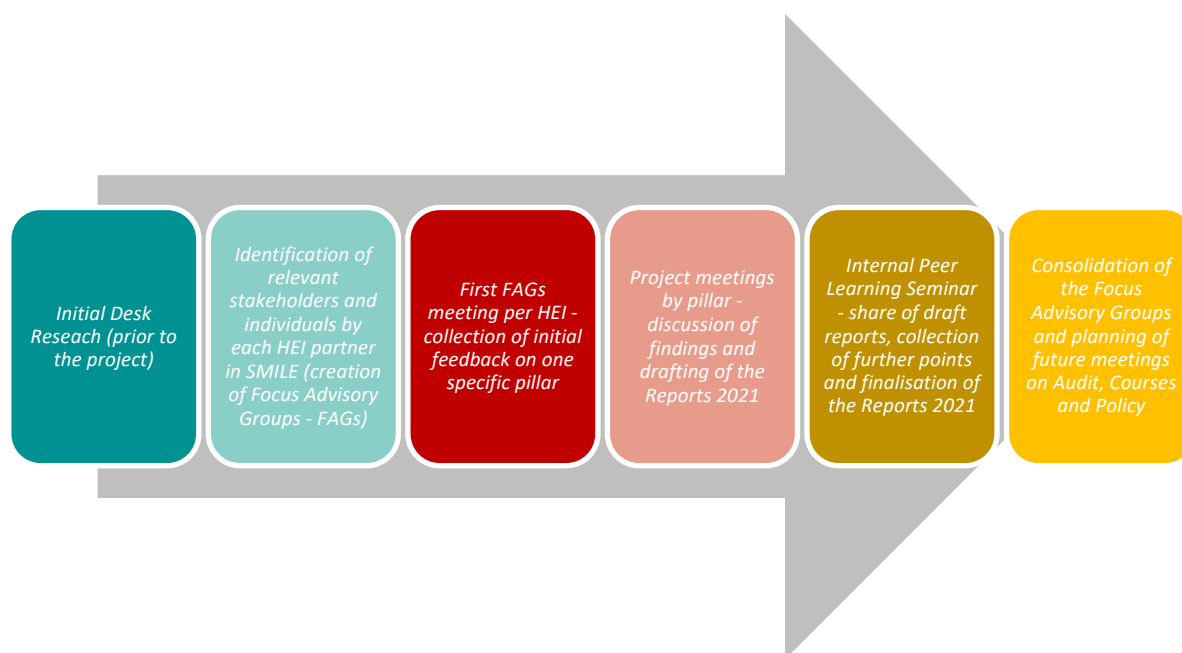 Initial Desk
Reseach (prior to
the project)
Identification of
relevant
stakeholders and
individuals by
each HEI partner
in SMILE (creation
of Focus Advisory
Groups - FAGs)
First FAGs
meeting per HEI -
collection of initial
feedback on one
specific pillar
Project meetings
by pillar -
discussion of
findings and
drafting of the
Reports 2021
Internal Peer
Learning Seminar
- share of draft
reports, collection
of further points
and finalisation of
the Reports 2021
Consolidation of
the Focus
Advisory Groups
and planning of
future meetings
on Audit, Courses
and Policy